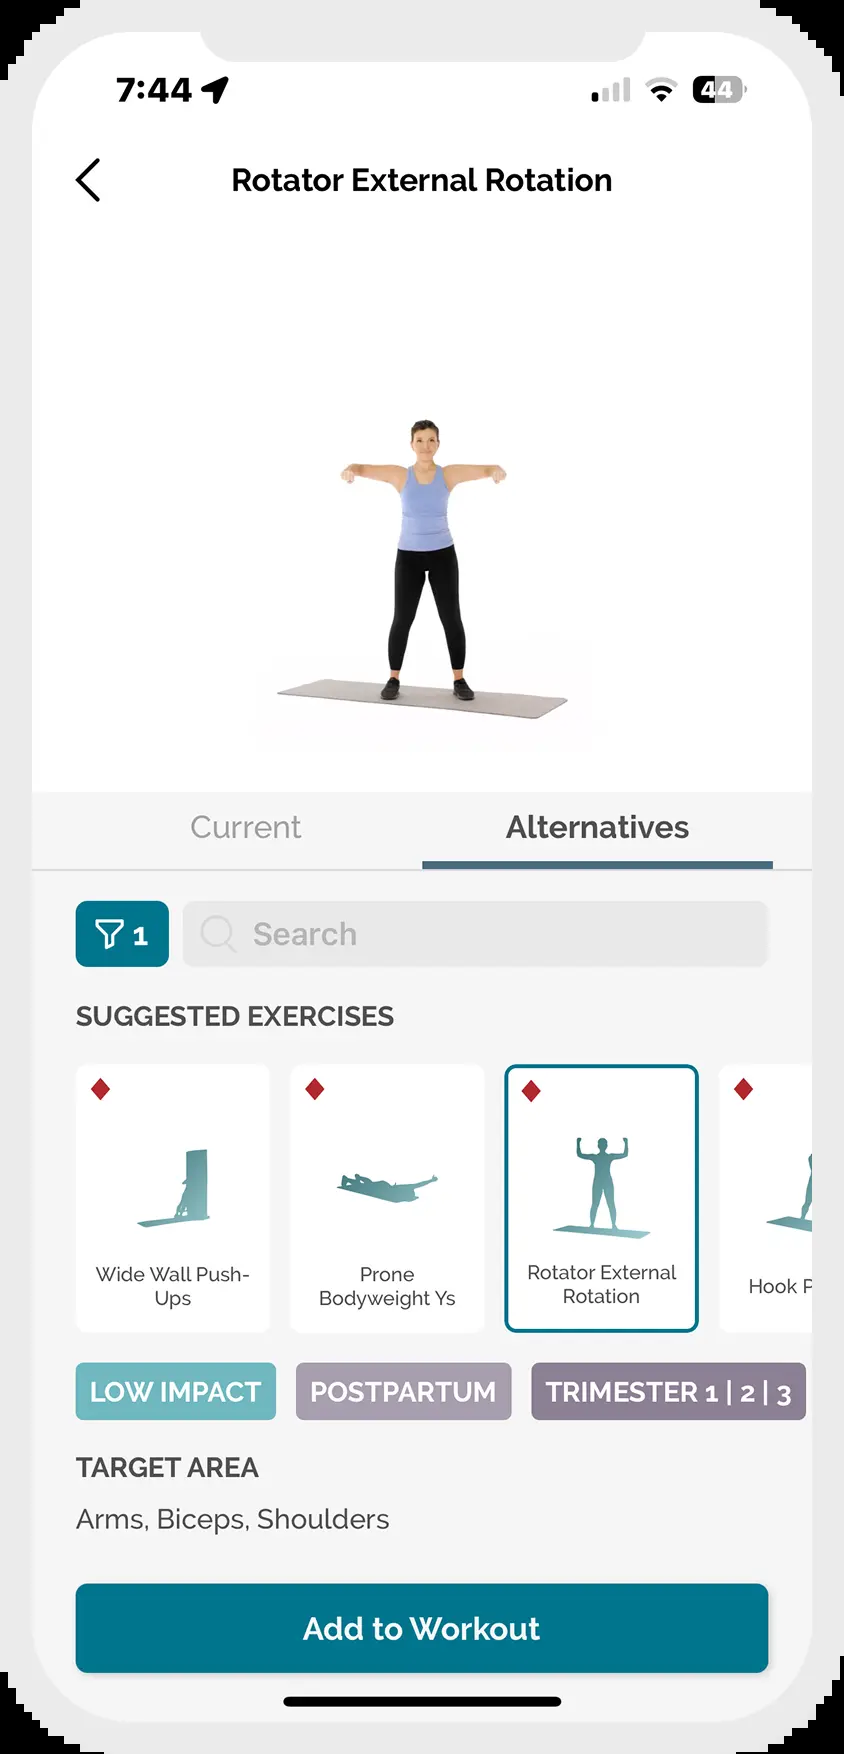 7:44
44
Rotator External Rotation
Current
Alternatives
1
Search
SUGGESTED EXERCISES
Wide Wall Push-
Ups
Prone
Bodyweight Ys
Rotator External
Rotation
Hook P
LOW IMPACT
POSTPARTUM
TRIMESTER 1 | 2 | 3
TARGET AREA
Arms, Biceps, Shoulders
Add to Workout